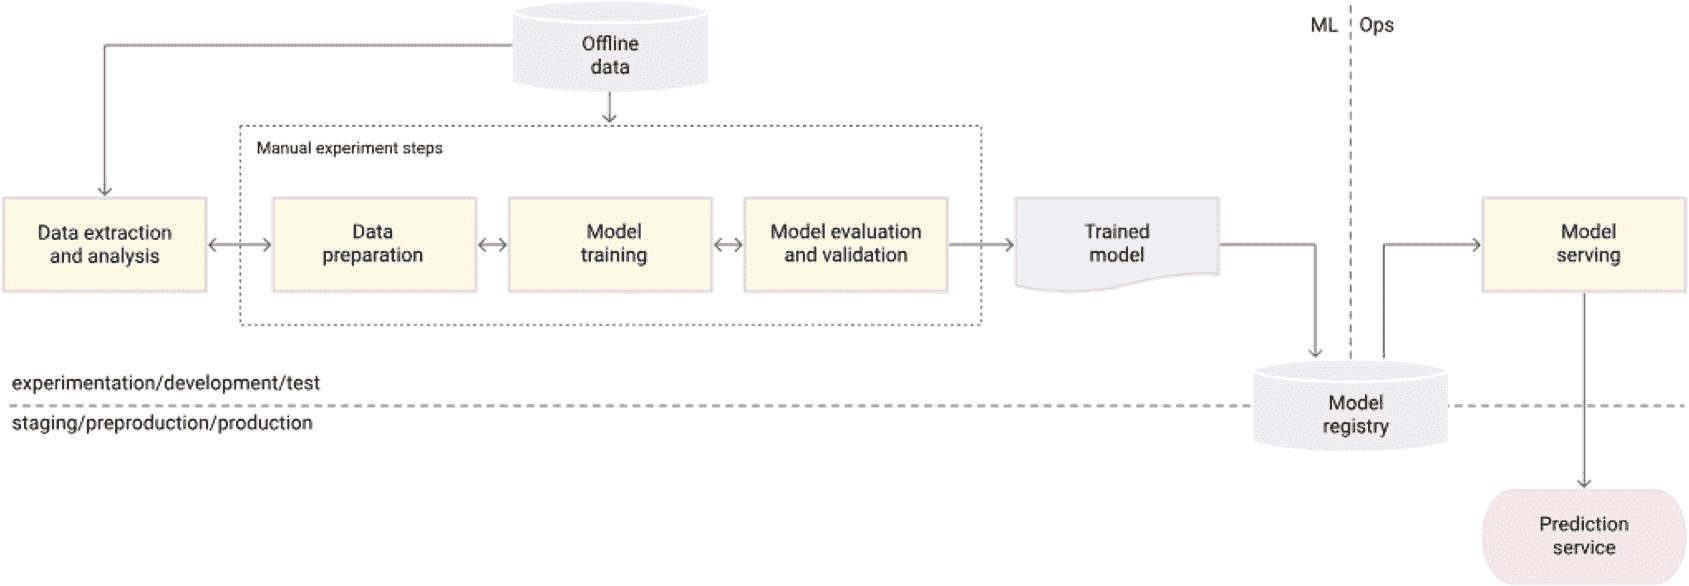 Offline
data
ML
Ops
Manual experiment steps
Data extraction
and analysis
Data
preparation
Model
training
Model evaluation
and validation
Trained
model
Model
serving
experimentation/development/test
staging/preproduction/production
Model
registry
Prediction
service